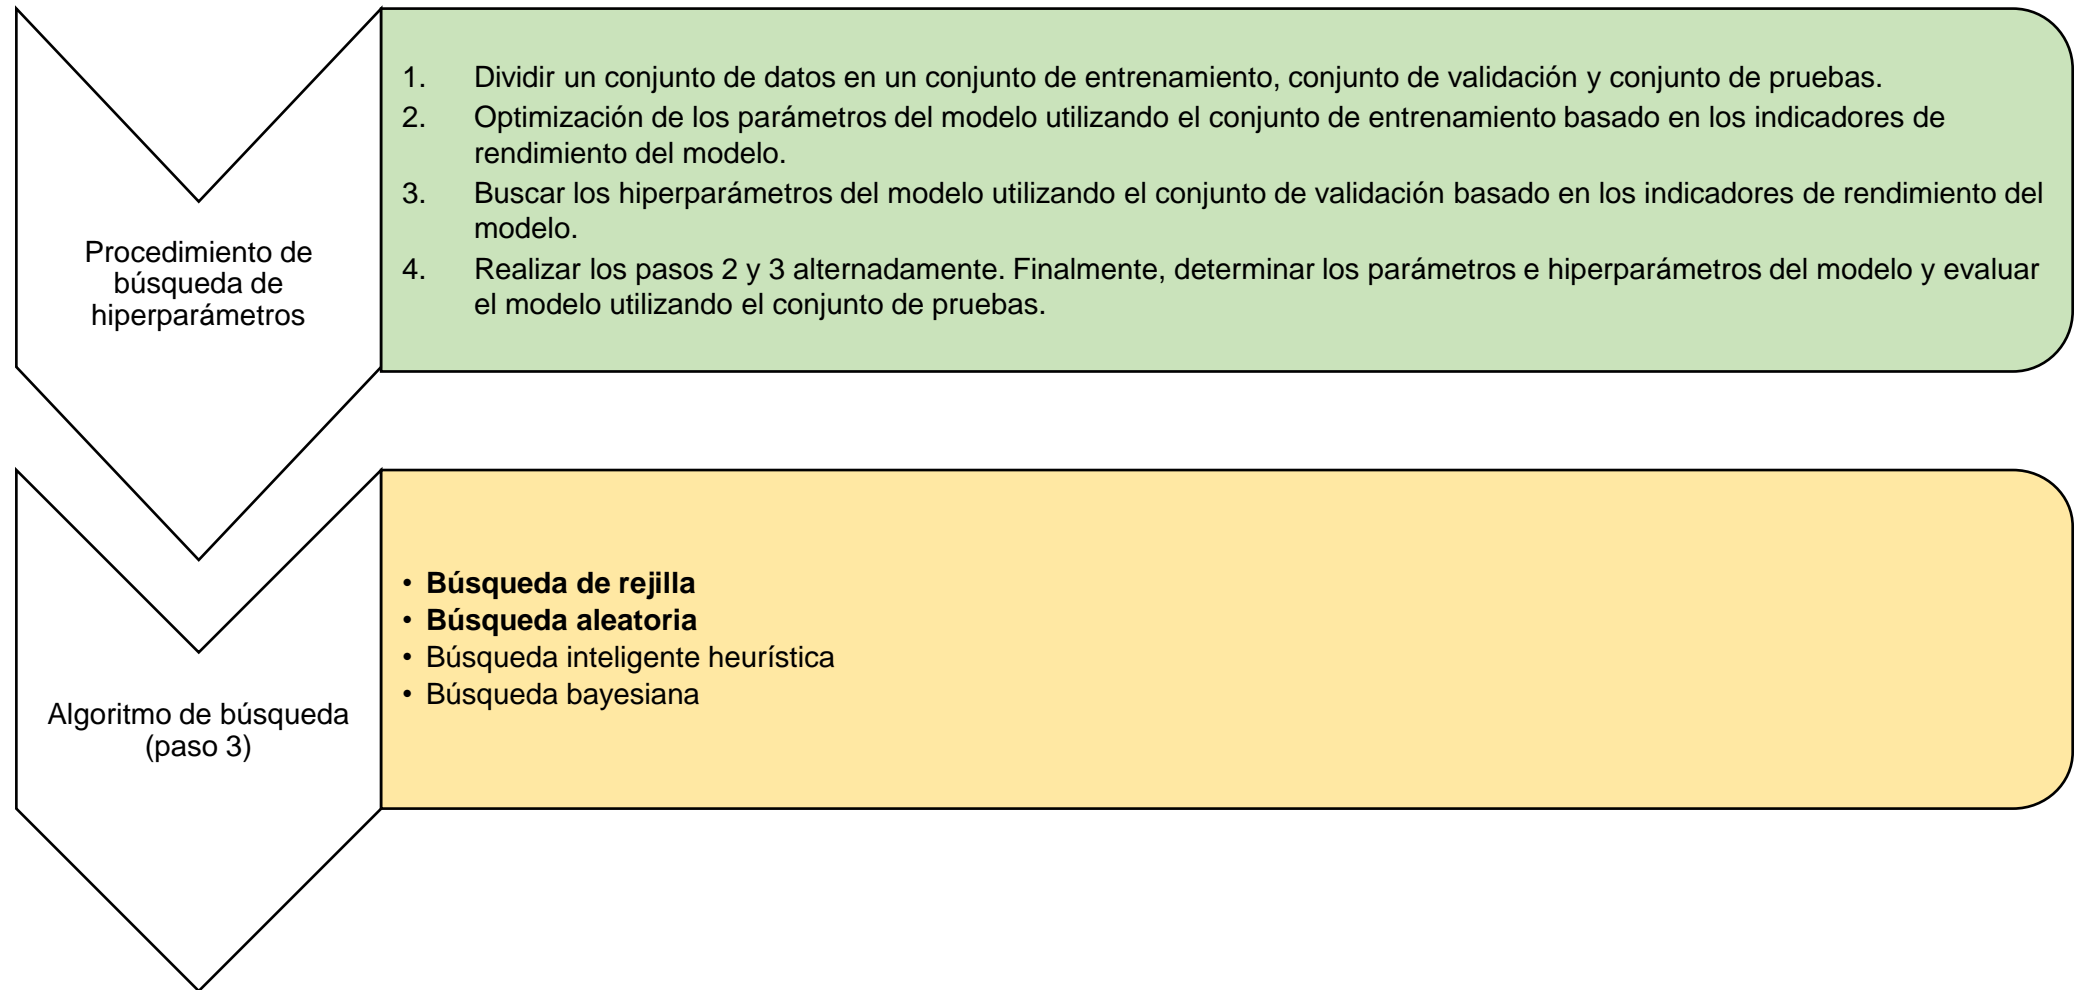 Procedimiento de
búsqueda de
hiperparámetros
1. Dividir un conjunto de datos en un conjunto de entrenamiento, conjunto de validación y conjunto de pruebas.
2. Optimización de los parámetros del modelo utilizando el conjunto de entrenamiento basado en los indicadores de
rendimiento del modelo.
3. Buscar los hiperparámetros del modelo utilizando el conjunto de validación basado en los indicadores de rendimiento del
modelo.
4. Realizar los pasos 2 y 3 alternadamente. Finalmente, determinar los parámetros e hiperparámetros del modelo y evaluar
el modelo utilizando el conjunto de pruebas.
Algoritmo de búsqueda
(paso 3)
• Búsqueda de rejilla
• Búsqueda aleatoria
• Búsqueda inteligente heurística
• Búsqueda bayesiana